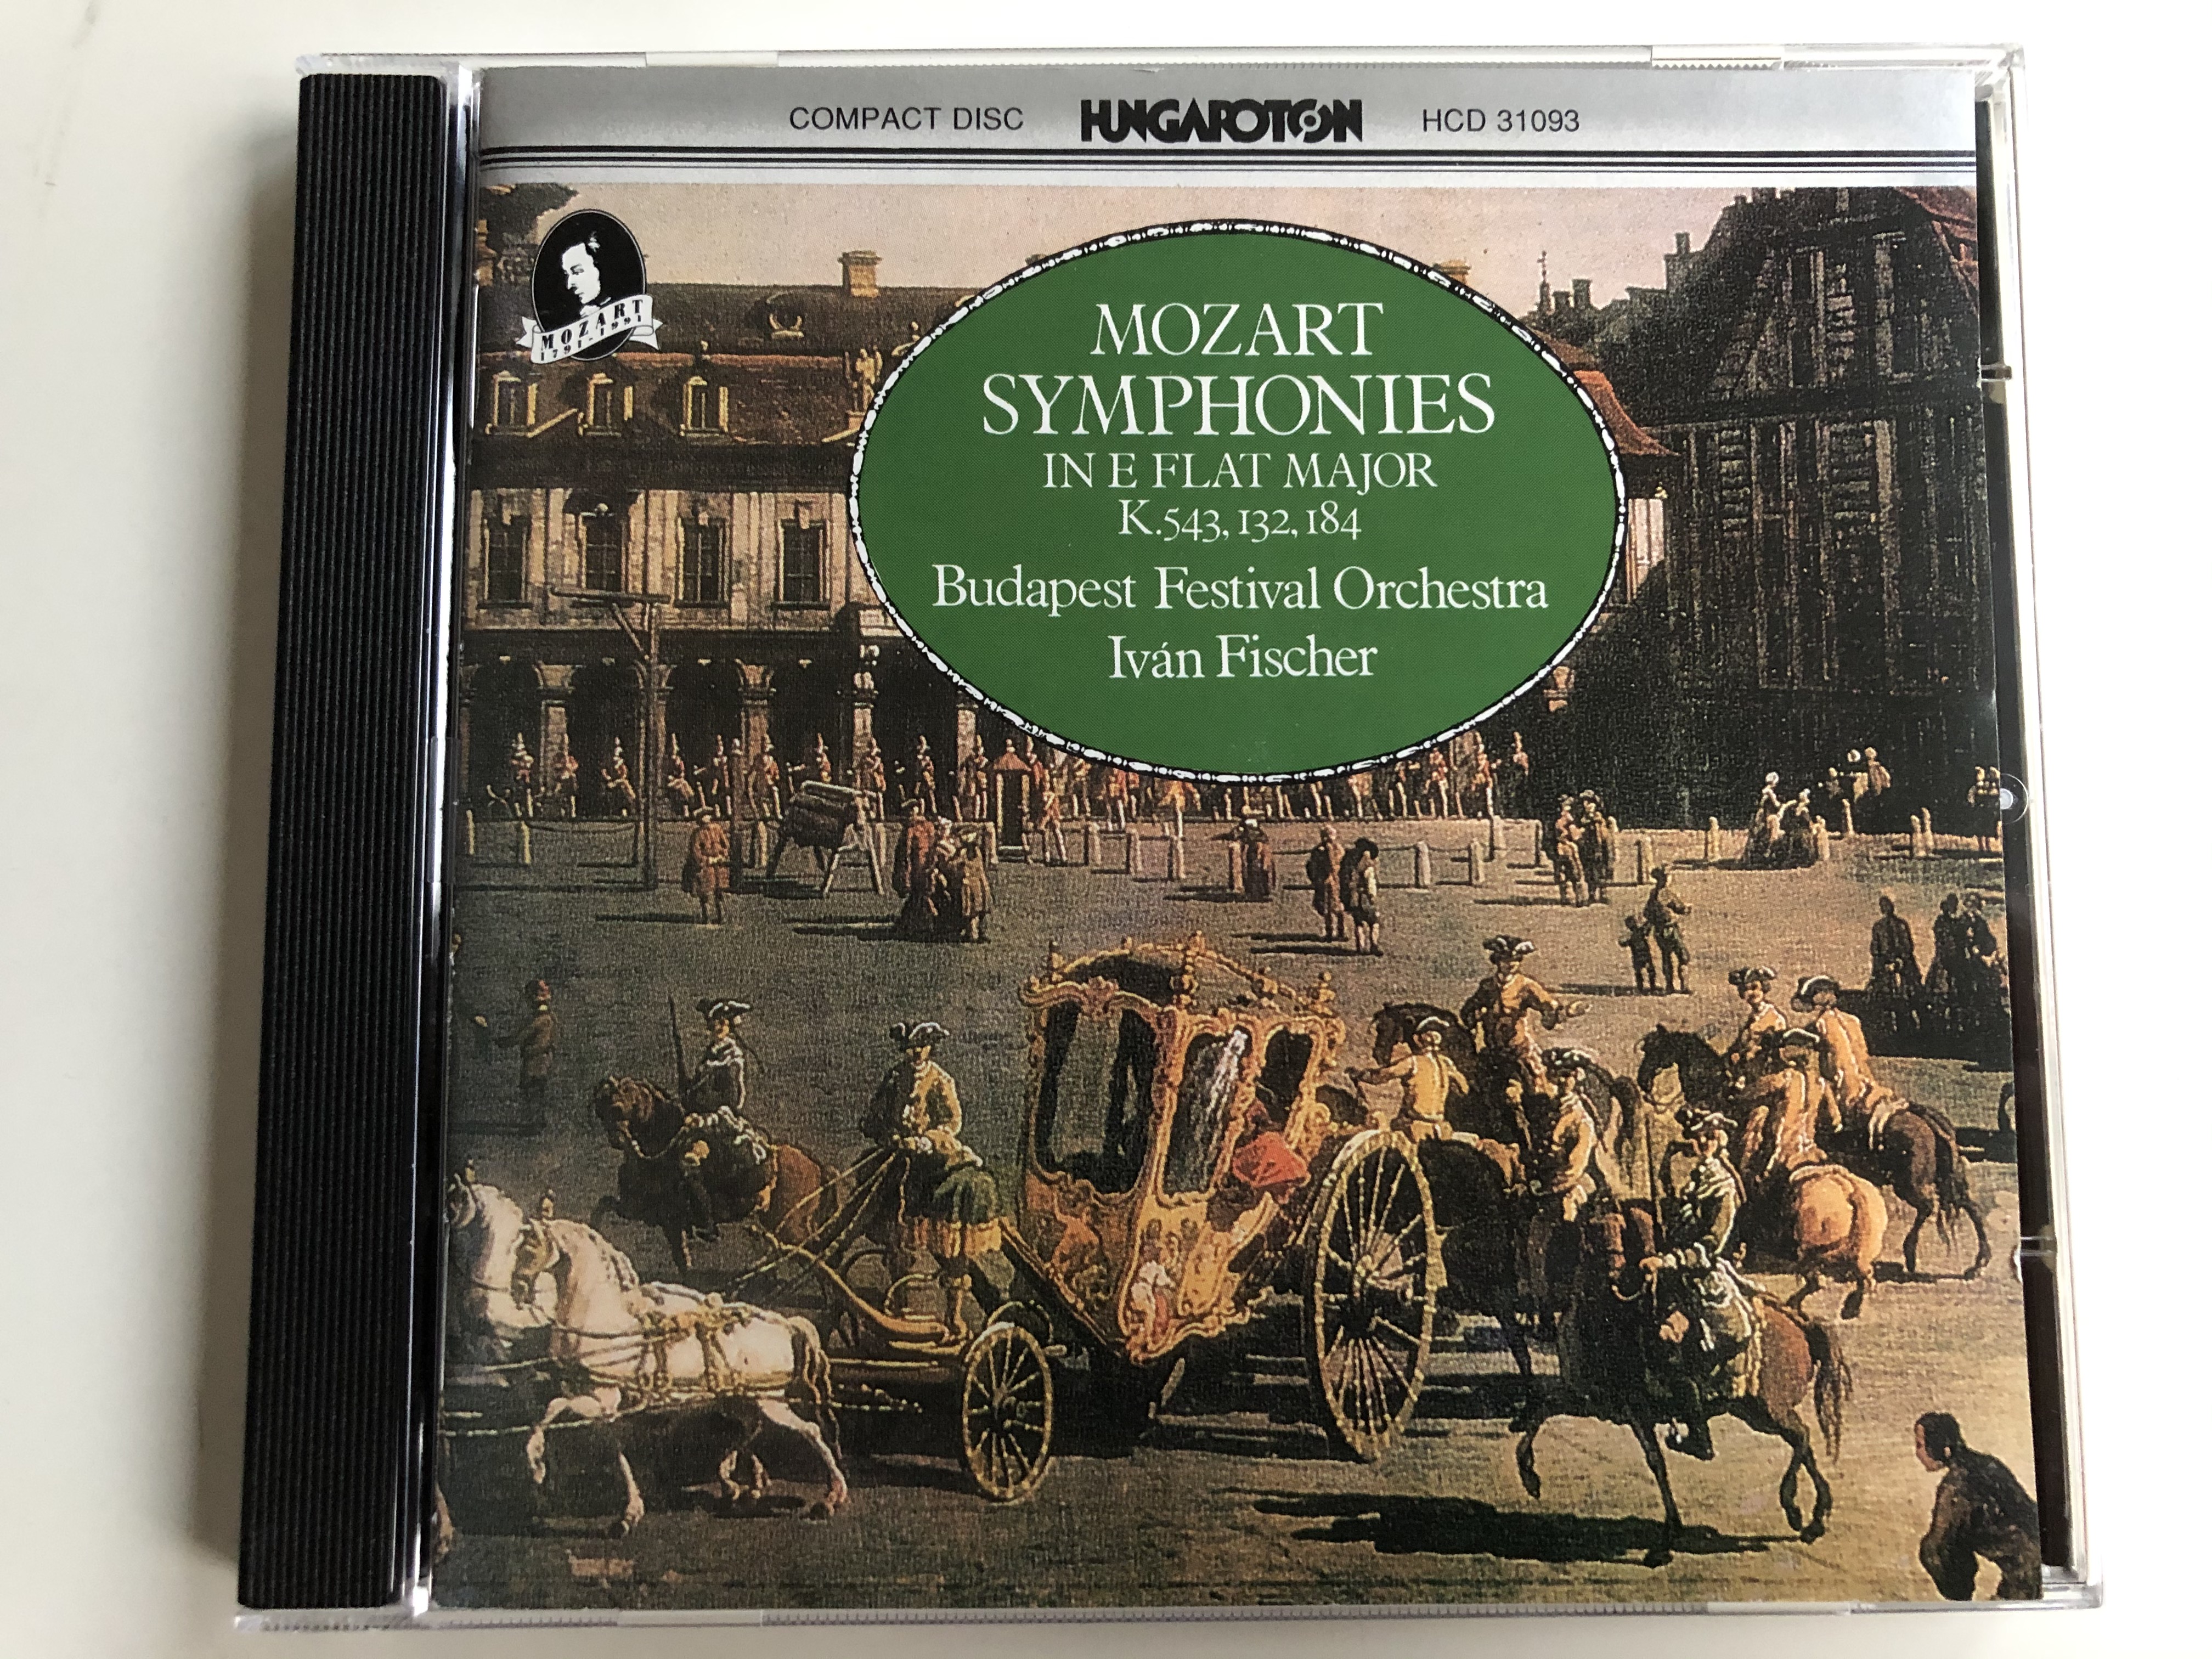 COMPACT DISC HUNGAROTON HCD 31093
MOZART
1791-1991
MOZART
SYMPHONIES
IN E FLAT MAJOR
K.543, 132, 184
Budapest Festival Orchestra
Iván Fischer